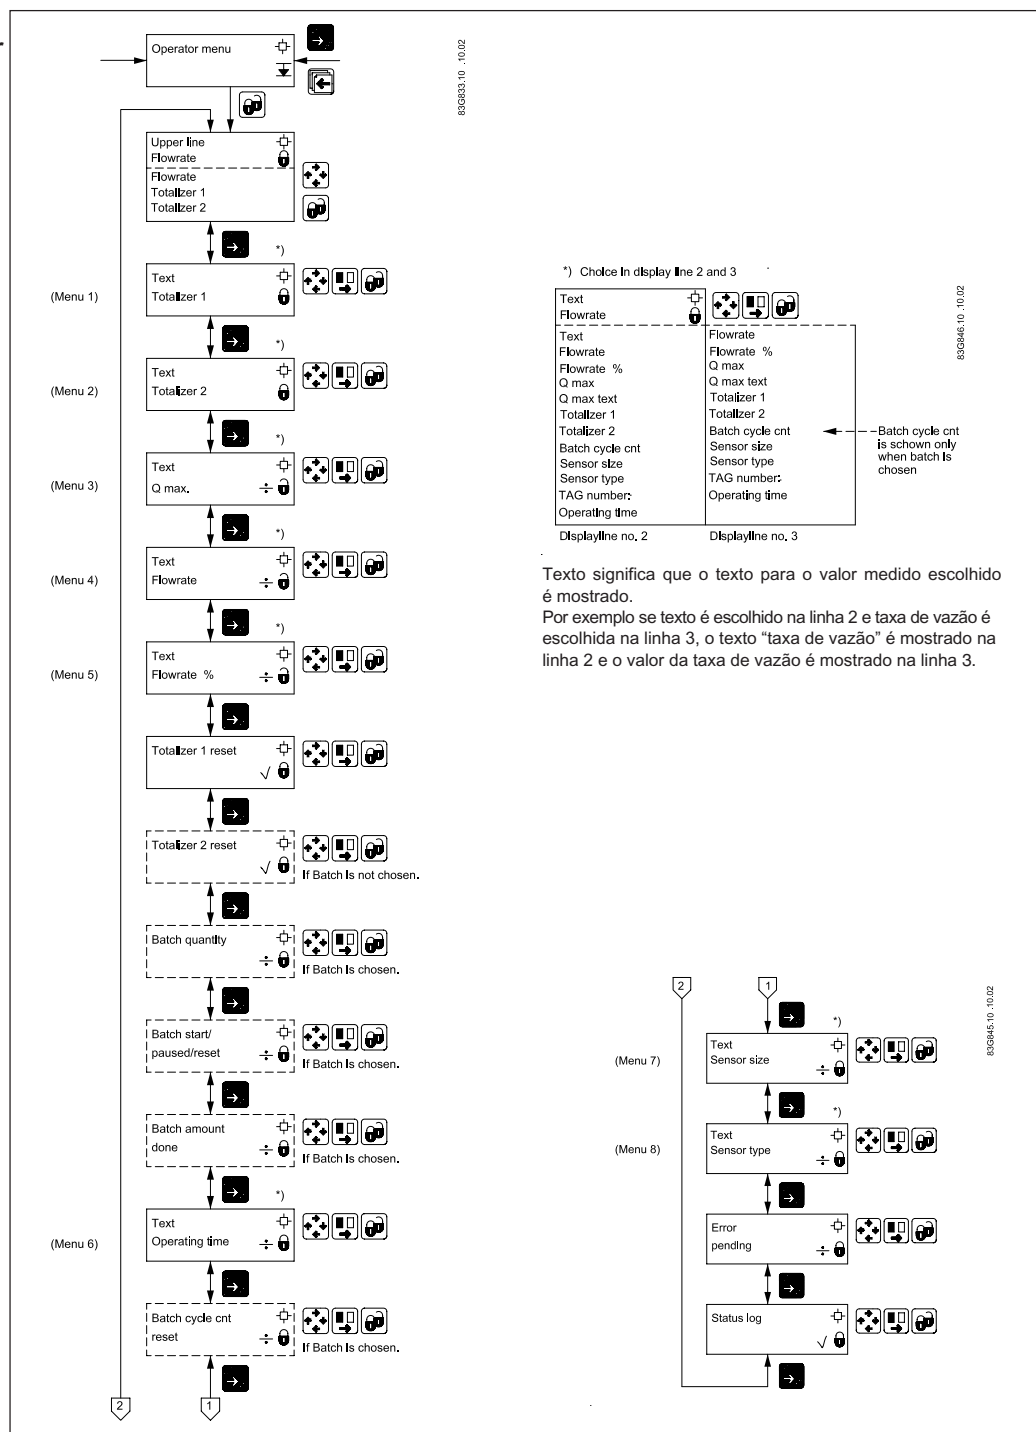 Operator menu
83G833.10 .10.02
Upper line
Flowrate
Flowrate
Totalizer 1
Totalizer 2
*)
(Menu 1)
Text
Totalizer 1
*)
(Menu 2)
Text
Totalizer 2
*)
(Menu 3)
Text
Q max.
*)
(Menu 4)
Text
Flowrate
*)
(Menu 5)
Text
Flowrate %
Totalizer 1 reset
Totalizer 2 reset
If Batch is not chosen.
Batch quantity
If Batch is chosen.
Batch start/
paused/reset
If Batch is chosen.
Batch amount
done
If Batch is chosen.
*)
(Menu 6)
Text
Operating time
Batch cycle cnt
reset
If Batch is chosen.
2
1
*) Choice in display line 2 and 3
83G846.10 .10.02
Text
Flowrate
Text
Flowrate
Flowrate %
Q max
Q max text
Totalizer 1
Totalizer 2
Batch cycle cnt
Sensor size
Sensor type
TAG number:
Operating time
Flowrate
Flowrate %
Q max
Q max text
Totalizer 1
Totalizer 2
Batch cycle cnt
Sensor size
Sensor type
TAG number:
Operating time
Batch cycle cnt
is schown only
when batch is
chosen
Displayline no. 2
Displayline no. 3
Texto significa que o texto para o valor medido escolhido
é mostrado.
Por exemplo se texto é escolhido na linha 2 e taxa de vazão é
escolhida na linha 3, o texto “taxa de vazão” é mostrado na
linha 2 e o valor da taxa de vazão é mostrado na linha 3.
2
1
83G845.10 .10.02
*)
(Menu 7)
Text
Sensor size
*)
(Menu 8)
Text
Sensor type
Error
pending
Status log